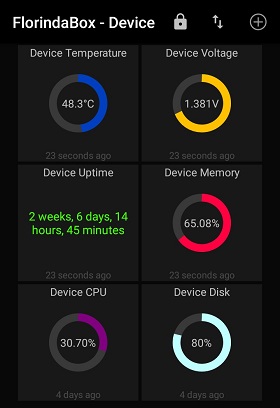 FlorindaBox - Device
Device Temperature
Device Voltage
48.3°C
1.381V
23 seconds ago
23 seconds ago
Device Uptime
Device Memory
2 weeks, 6 days, 14
hours, 45 minutes
65.08%
23 seconds ago
23 seconds ago
Device CPU
Device Disk
30.70%
80%
4 days ago
4 days ago